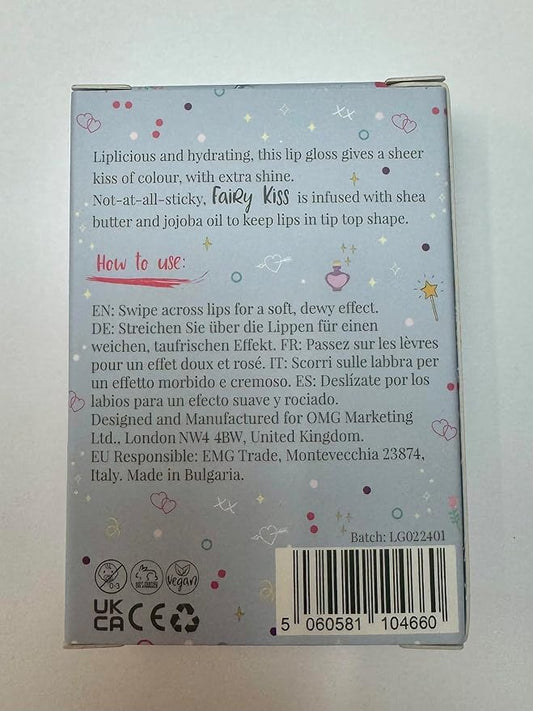 XX
Liplicious and hydrating, this lip gloss gives a sheer
kiss of colour, with extra shine.
Not-at-all-sticky, Fairy Kiss is infused with shea
butter and jojoba oil to keep lips in tip top shape.
How to use:
EN: Swipe across lips for a soft, dewy effect.
DE: Streichen Sie über die Lippen für einen
weichen, taufrischen Effekt. FR: Passez sur les lèvres
pour un effet doux et rosé. IT: Scorri sulle labbra per
un effetto morbido e cremoso. ES: Deslízate por los
labios para un efecto suave y rociado.
Designed and Manufactured for OMG Marketing
Ltd., London NW4 4BW, United Kingdom.
EU Responsible: EMG Trade, Montevecchia 23874,
Italy. Made in Bulgaria.
XX
Batch: LG022401
0-3
vegan
UK
CA CE
5 060581 104660